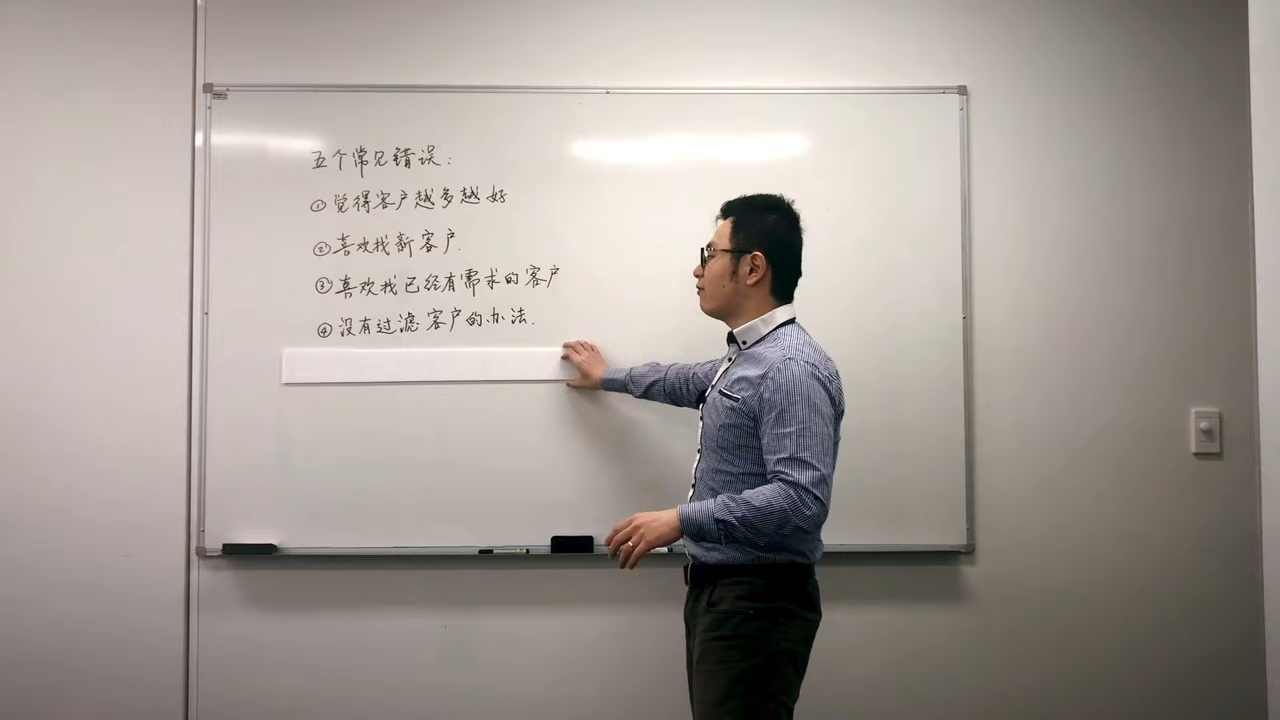 五个常见错误：
①觉得客户越多越好
②喜欢找新客户.
③喜欢找已经有需求的客户
④没有过滤客户的办法.